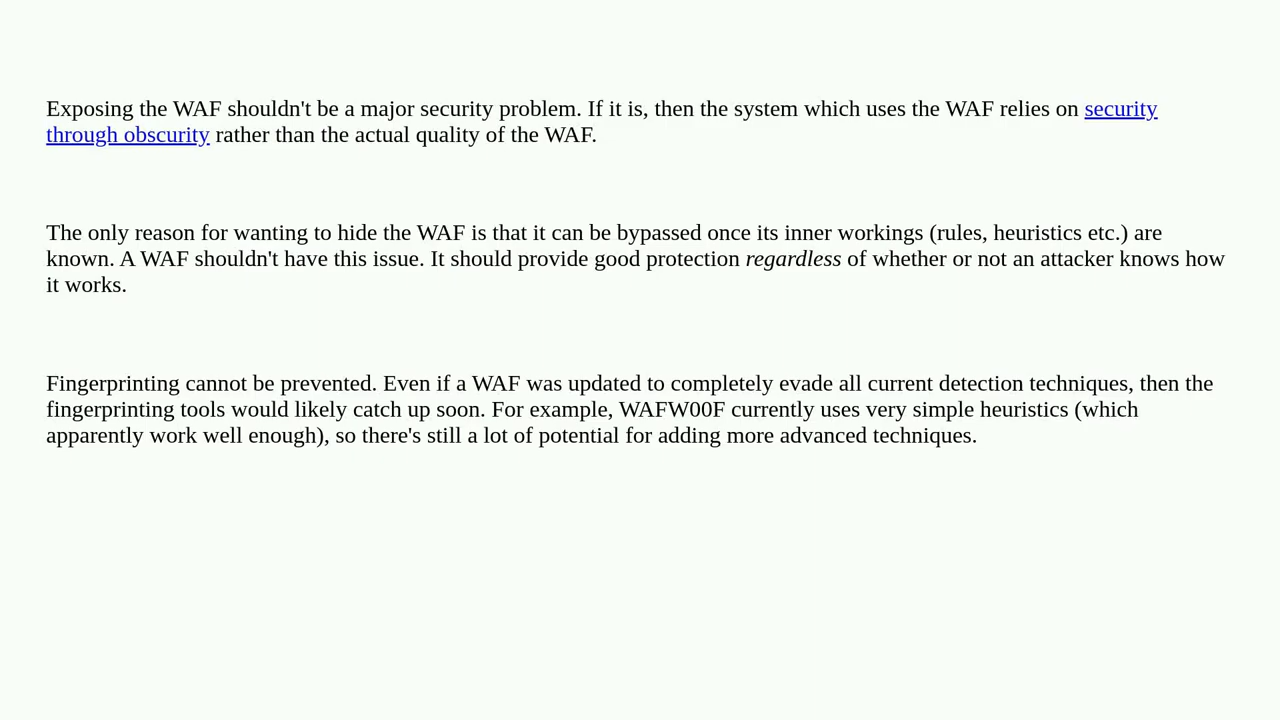 Exposing the WAF shouldn't be a major security problem. If it is, then the system which uses the WAF relies on security
through obscurity rather than the actual quality of the WAF.
The only reason for wanting to hide the WAF is that it can be bypassed once its inner workings (rules, heuristics etc.) are
known. A WAF shouldn't have this issue. It should provide good protection regardless of whether or not an attacker knows how
it works.
Fingerprinting cannot be prevented. Even if a WAF was updated to completely evade all current detection techniques, then the
fingerprinting tools would likely catch up soon. For example, WAFW00F currently uses very simple heuristics (which
apparently work well enough), so there's still a lot of potential for adding more advanced techniques.